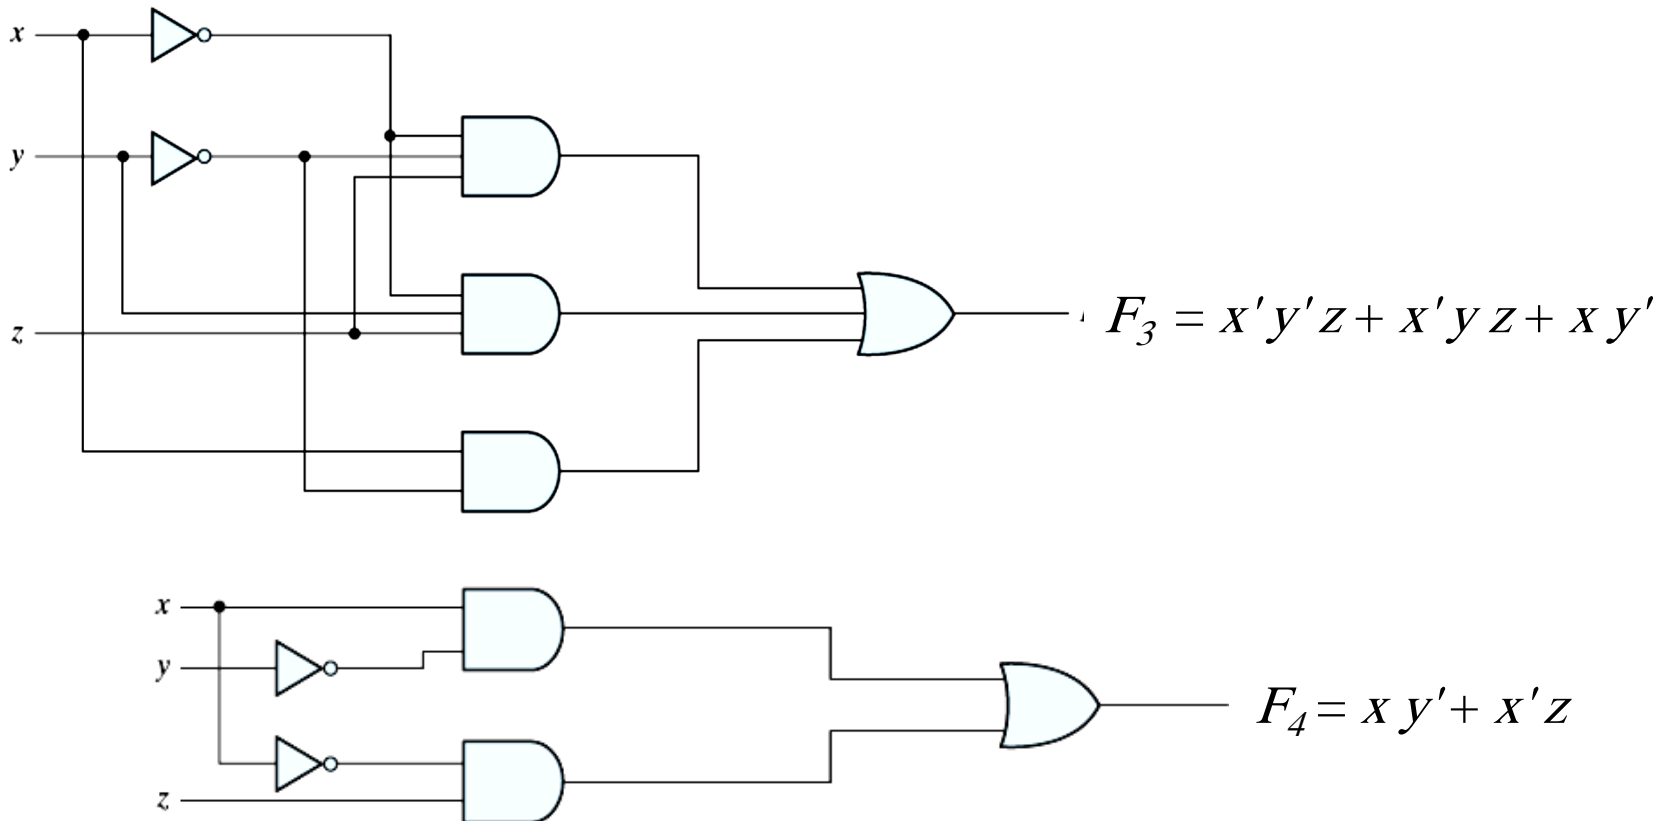 x
y
z
F₃ = x′y′z + x′y z + x y′
x
y
z
F₄ = x y′ + x′z